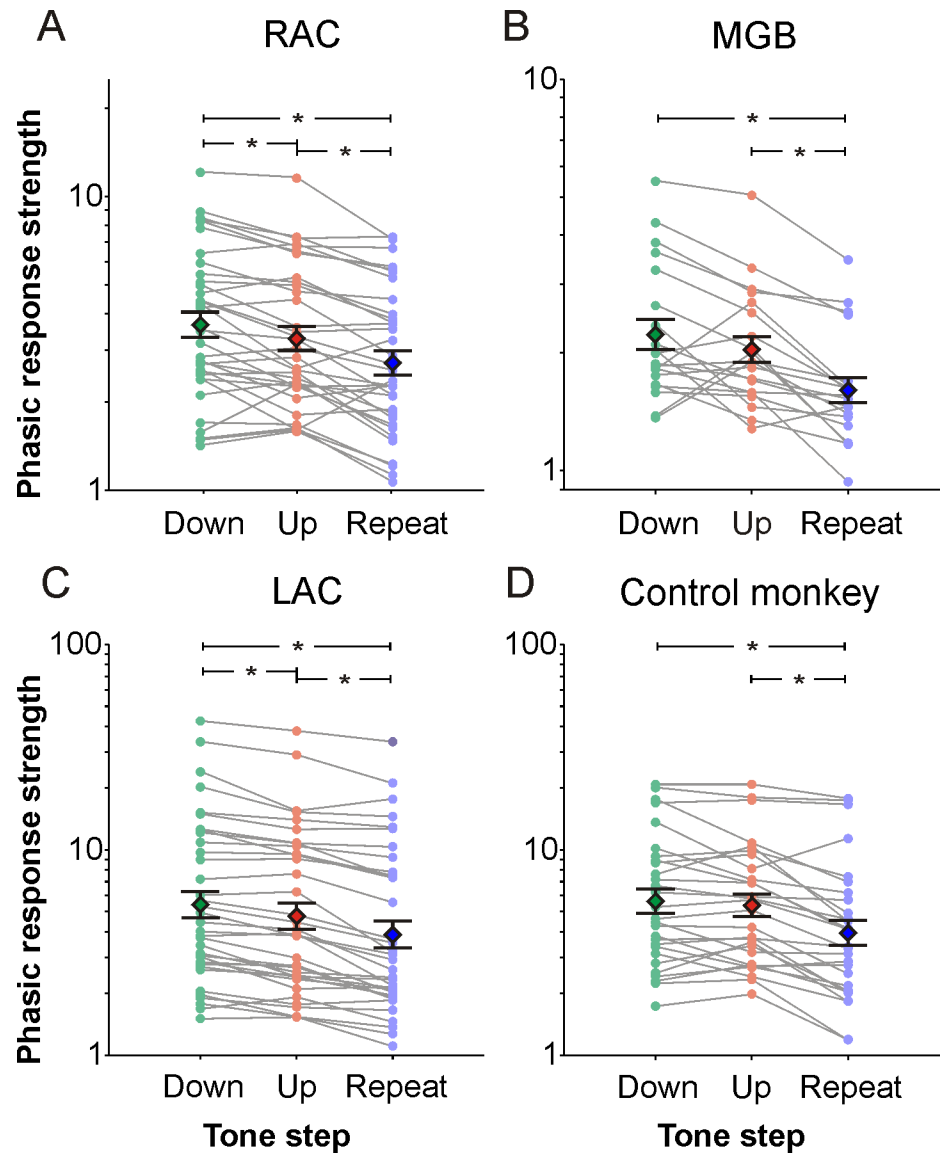 A
RAC
Phasic response strength
10
1
*
*
*
Down Up Repeat
B
MGB
10
1
*
*
Down Up Repeat
C
LAC
Phasic response strength
100
10
1
*
*
*
Down Up Repeat
Tone step
D
Control monkey
100
10
1
*
*
Down Up Repeat
Tone step